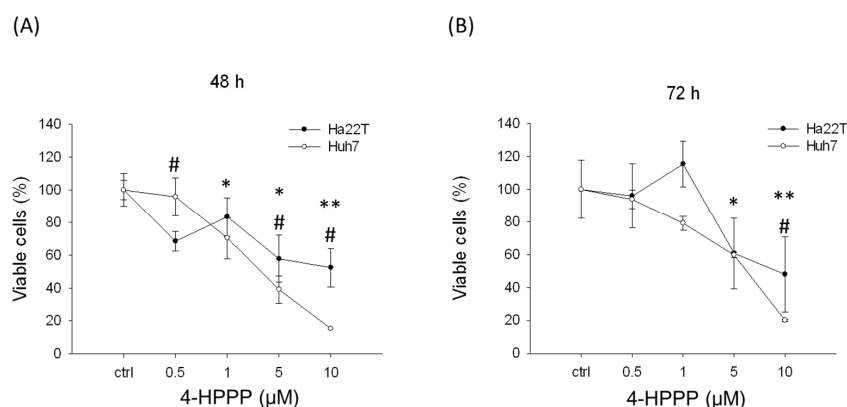 (A)
48 h
Viable cells (%)
140
120
100
80
60
40
20
0
Ha22T
Huh7
#
*
*
#
**
#
ctrl
0.5
1
5
10
4-HPPP (µM)
(B)
72 h
Viable cells (%)
140
120
100
80
60
40
20
0
Ha22T
Huh7
*
**
#
ctrl
0.5
1
5
10
4-HPPP (µM)